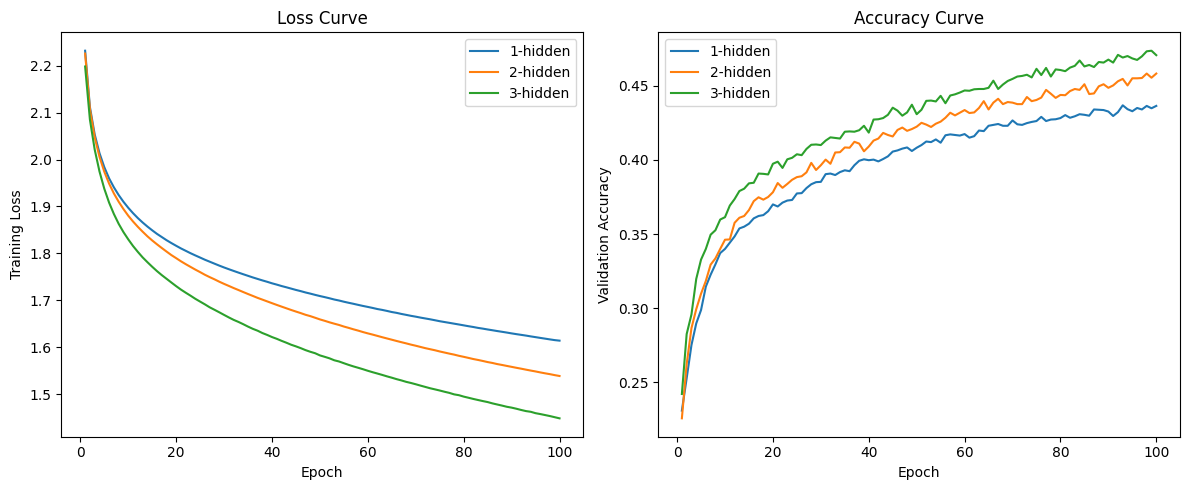 Loss Curve
Training Loss
2.2
2.1
2.0
1.9
1.8
1.7
1.6
1.5
1-hidden
2-hidden
3-hidden
0 20 40 60 80 100
Epoch
Accuracy Curve
Validation Accuracy
0.45
0.40
0.35
0.30
0.25
1-hidden
2-hidden
3-hidden
0 20 40 60 80 100
Epoch